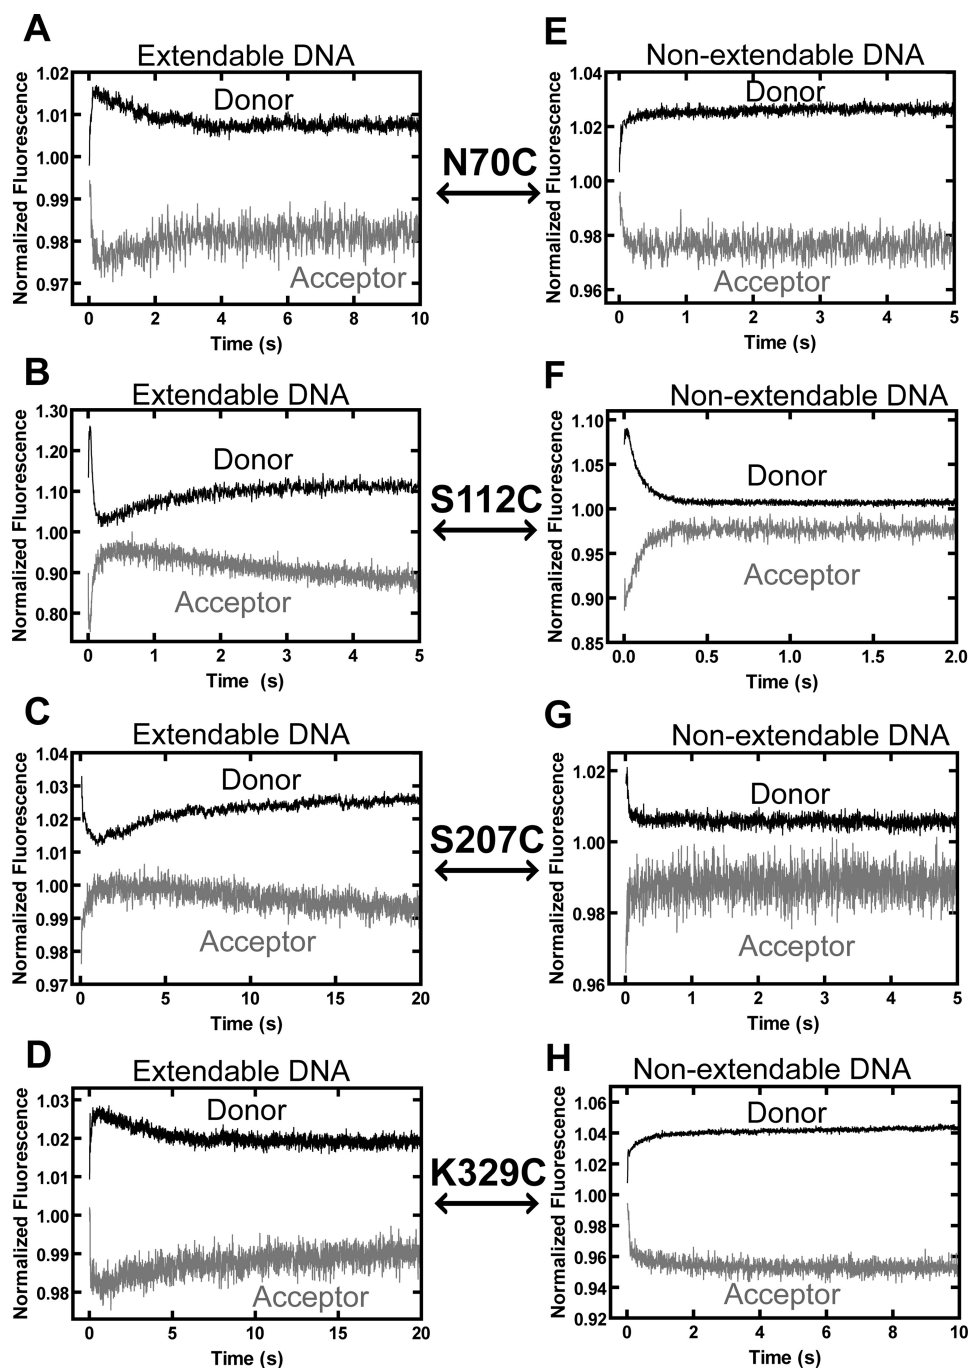 A
Extendable DNA
Normalized Fluorescence
1.02
1.01
1.00
0.99
0.98
0.97
Donor
Acceptor
0 2 4 6 8 10
Time (s)
N70C
E
Non-extendable DNA
Normalized Fluorescence
1.04
1.02
1.00
0.98
0.96
Donor
Acceptor
0 1 2 3 4 5
Time (s)
B
Extendable DNA
Normalized Fluorescence
1.30
1.20
1.10
1.00
0.90
0.80
Donor
Acceptor
0 1 2 3 4 5
Time (s)
S112C
F
Non-extendable DNA
Normalized Fluorescence
1.10
1.05
1.00
0.95
0.90
0.85
Donor
Acceptor
0.0 0.5 1.0 1.5 2.0
Time (s)
C
Extendable DNA
Normalized Fluorescence
1.04
1.03
1.02
1.01
1.00
0.99
0.98
0.97
Donor
Acceptor
0 5 10 15 20
Time (s)
S207C
G
Non-extendable DNA
Normalized Fluorescence
1.02
1.00
0.98
0.96
Donor
Acceptor
0 1 2 3 4 5
Time (s)
D
Extendable DNA
Normalized Fluorescence
1.03
1.02
1.01
1.00
0.99
0.98
Donor
Acceptor
0 5 10 15 20
Time (s)
K329C
H
Non-extendable DNA
Normalized Fluorescence
1.06
1.04
1.02
1.00
0.98
0.96
0.94
0.92
Donor
Acceptor
0 2 4 6 8 10
Time (s)